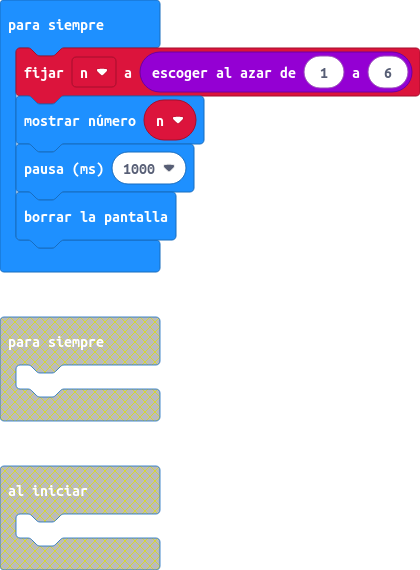 para siempre
fijar n a escoger al azar de 1 a 6
mostrar número n
pausa (ms) 1000
borrar la pantalla
para siempre
al iniciar